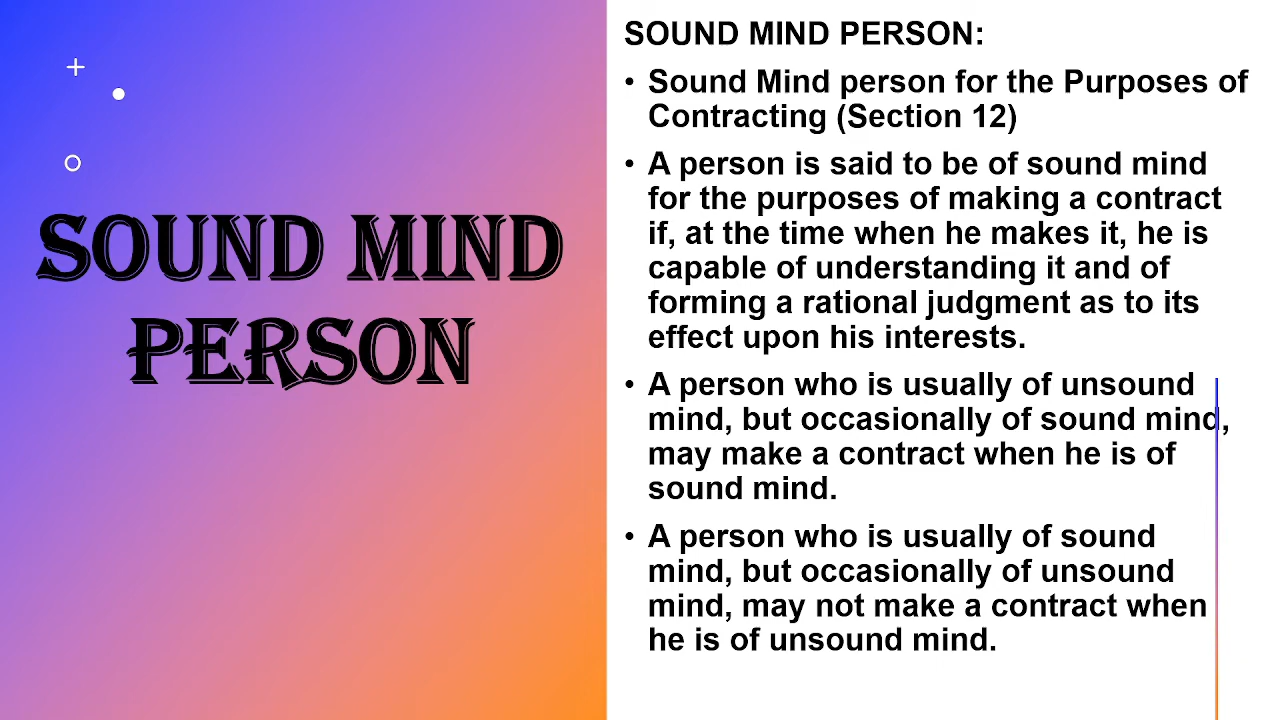 SOUND MIND
PERSON
SOUND MIND PERSON:
• Sound Mind person for the Purposes of
Contracting (Section 12)
• A person is said to be of sound mind
for the purposes of making a contract
if, at the time when he makes it, he is
capable of understanding it and of
forming a rational judgment as to its
effect upon his interests.
• A person who is usually of unsound
mind, but occasionally of sound mind,
may make a contract when he is of
sound mind.
• A person who is usually of sound
mind, but occasionally of unsound
mind, may not make a contract when
he is of unsound mind.